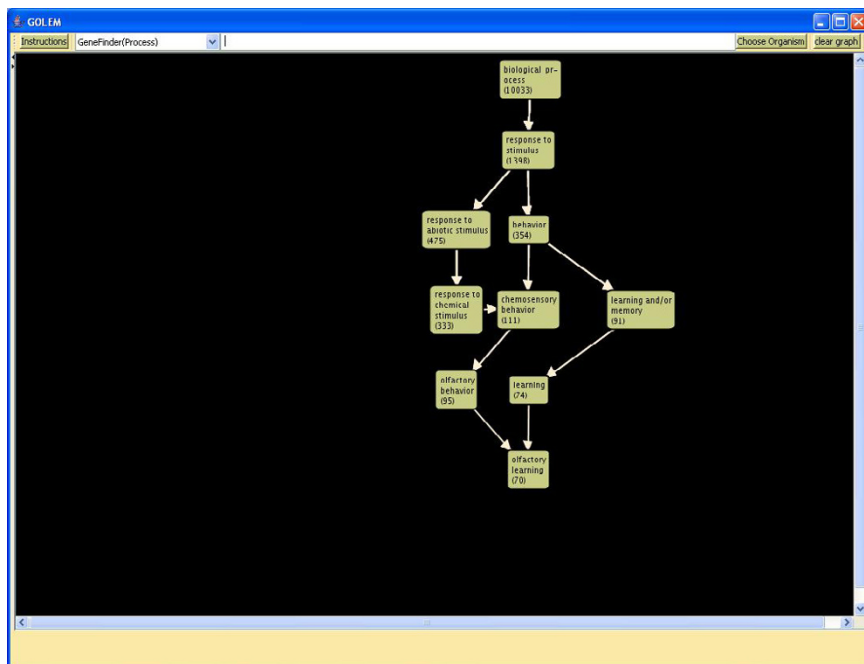 GOLEM
Instructions
GeneFinder(Process)
Choose Organism
clear graph
biological pr-
ocess
(10033)
response to
stimulus
(1398)
response to
abiotic stimulus
(475)
behavior
(354)
response to
chemical
stimulus
(333)
chemosensory
behavior
(111)
learning and/or
memory
(91)
olfactory
behavior
(95)
learning
(74)
olfactory
learning
(70)